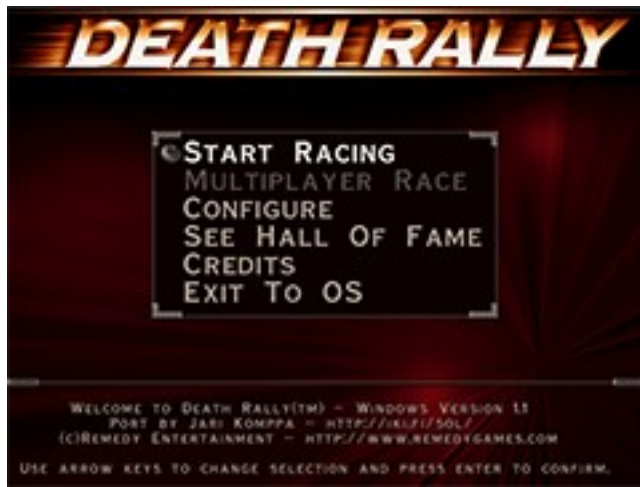 DEATH RALLY
START RACING
MULTIPLAYER RACE
CONFIGURE
SEE HALL OF FAME
CREDITS
EXIT TO OS
WELCOME TO DEATH RALLY(TM) - WINDOWS VERSION 1.1
PORT BY JARI KOMPPA - HTTP://IKI.FI/SOL/
(C)REMEDY ENTERTAINMENT - HTTP://WWW.REMEDYGAMES.COM
USE ARROW KEYS TO CHANGE SELECTION AND PRESS ENTER TO CONFIRM.